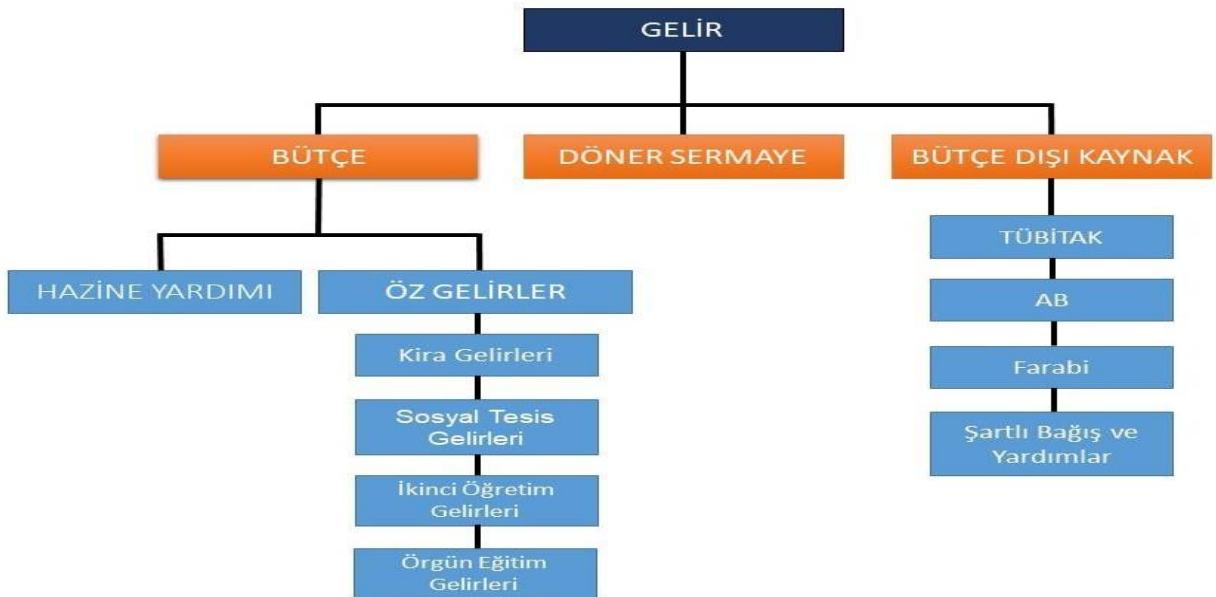 GELİR
BÜTÇE
DÖNER SERMAYE
BÜTÇE DIŞI KAYNAK
HAZİNE YARDIMI
ÖZ GELİRLER
Kira Gelirleri
Sosyal Tesis
Gelirleri
İkinci Öğretim
Gelirleri
Örgün Eğitim
Gelirleri
TÜBİTAK
AB
Farabi
Şartlı Bağış ve
Yardımlar